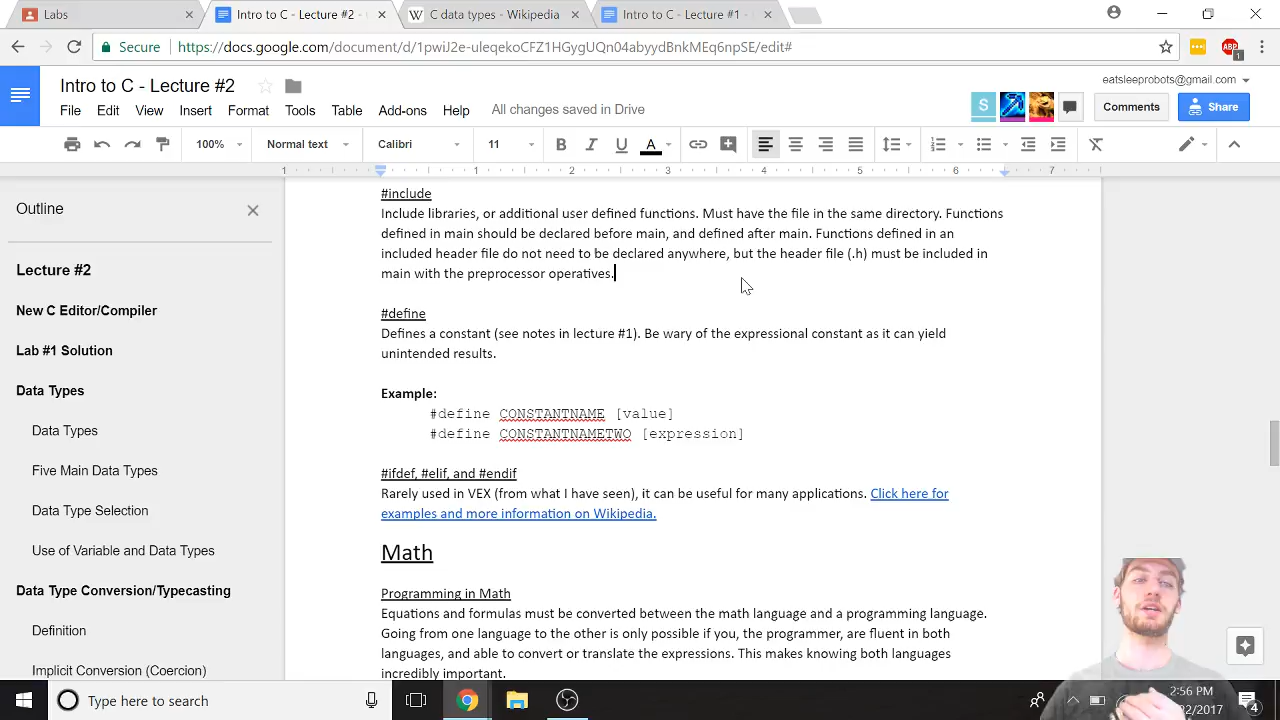 Labs
Intro to C - Lecture #2 -
C data types - Wikipedia
Intro to C - Lecture #1 -
Secure
https://docs.google.com/document/d/1pwiJ2e-uleqekoCFZ1HGygUQn04abyydBnkMEq6npSE/edit#
ABP
1
Intro to C - Lecture #2
eatsleeprobots@gmail.com
File Edit View Insert Format Table Add-ons Help All changes saved in Drive
S
Comments
Share
100% Normal text Calibri 11 B I U A
1 1 2 3 4 5 6 7
Outline
Lecture #2
New C Editor/Compiler
Lab #1 Solution
Data Types
Data Types
Five Main Data Types
Data Type Selection
Use of Variable and Data Types
Data Type Conversion/Typecasting
Definition
Implicit Conversion (Coercion)
#include
Include libraries, or additional user defined functions. Must have the file in the same directory. Functions
defined in main should be declared before main, and defined after main. Functions defined in an
included header file do not need to be declared anywhere, but the header file (.h) must be included in
main with the preprocessor operatives.
#define
Defines a constant (see notes in lecture #1). Be wary of the expressional constant as it can yield
unintended results.
Example:
#define CONSTANTNAME [value]
#define CONSTANTNAMETWO [expression]
#ifdef, #elif, and #endif
Rarely used in VEX (from what I have seen), it can be useful for many applications. Click here for
examples and more information on Wikipedia.
Math
Programming in Math
Equations and formulas must be converted between the math language and a programming language.
Going from one language to the other is only possible if you, the programmer, are fluent in both
languages, and able to convert or translate the expressions. This makes knowing both languages
incredibly important.
Type here to search
2:56 PM
4